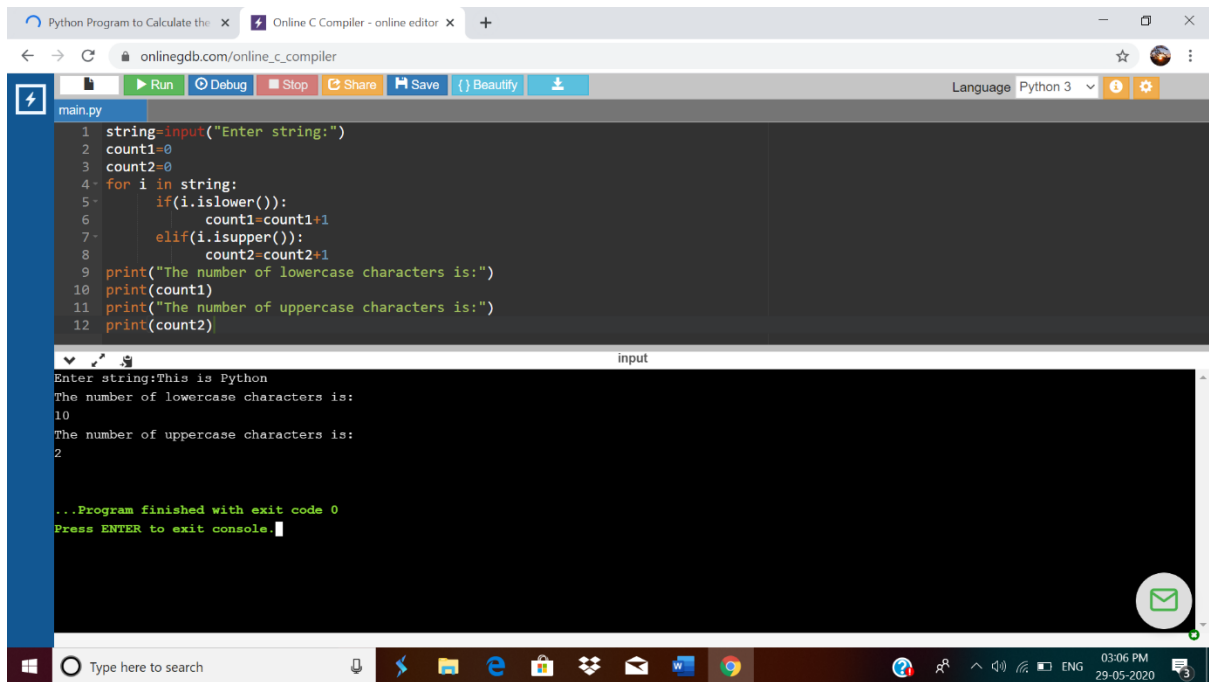 Python Program to Calculate the
Online C Compiler - online editor
onlinegdb.com/online_c_compiler
Run
Debug
Stop
Share
Save
{ } Beautify
Language Python 3
main.py
1 string=input("Enter string:")
2 count1=0
3 count2=0
4 for i in string:
5 if(i.islower()):
6 count1=count1+1
7 elif(i.isupper()):
8 count2=count2+1
9 print("The number of lowercase characters is:")
10 print(count1)
11 print("The number of uppercase characters is:")
12 print(count2)
input
Enter string:This is Python
The number of lowercase characters is:
10
The number of uppercase characters is:
2
...Program finished with exit code 0
Press ENTER to exit console.
Type here to search
ENG
03:06 PM
29-05-2020
3